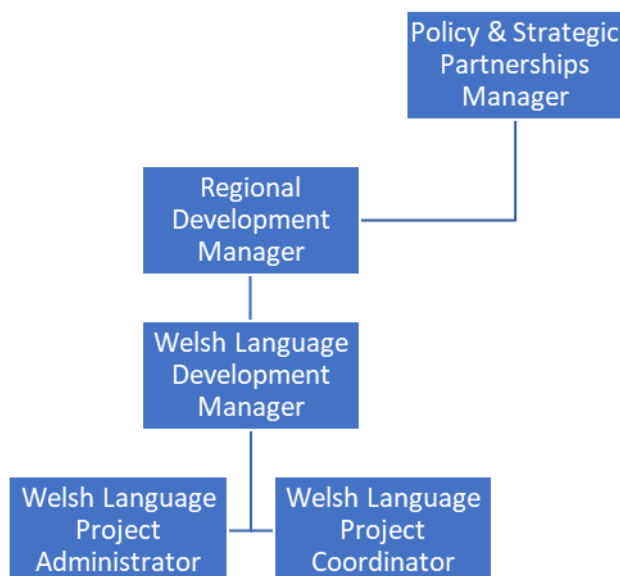 Policy & Strategic
Partnerships
Manager
Regional
Development
Manager
Welsh Language
Development
Manager
Welsh Language
Project
Administrator
Welsh Language
Project
Coordinator